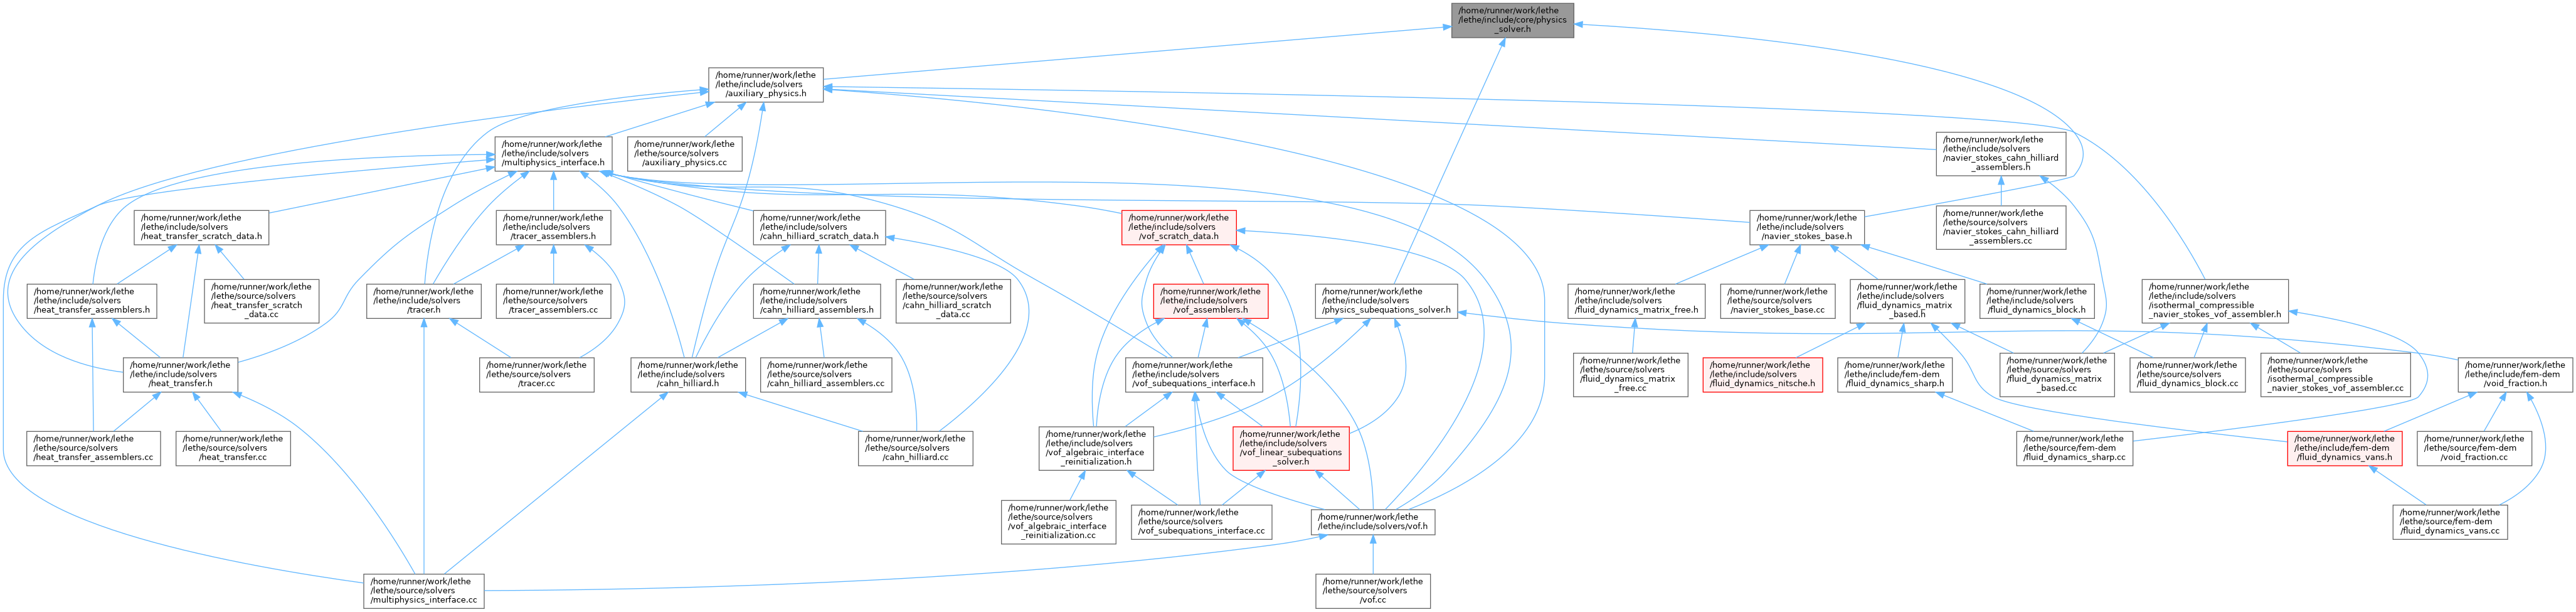 /home/runner/work/lethe
/lethe/include/core/physics
_solver.h
/home/runner/work/lethe
/lethe/include/solvers
/auxiliary_physics.h
/home/runner/work/lethe
/lethe/include/solvers
/multiphysics_interface.h
/home/runner/work/lethe
/lethe/source/solvers
/auxiliary_physics.cc
/home/runner/work/lethe
/lethe/include/solvers
/navier_stokes_cahn_hilliard
_assemblers.h
/home/runner/work/lethe
/lethe/include/solvers
/heat_transfer_scratch_data.h
/home/runner/work/lethe
/lethe/include/solvers
/tracer_assemblers.h
/home/runner/work/lethe
/lethe/include/solvers
/cahn_hilliard_scratch_data.h
/home/runner/work/lethe
/lethe/include/solvers
/vof_scratch_data.h
/home/runner/work/lethe
/lethe/include/solvers
/navier_stokes_base.h
/home/runner/work/lethe
/lethe/source/solvers
/navier_stokes_cahn_hilliard
_assemblers.cc
/home/runner/work/lethe
/lethe/include/solvers
/heat_transfer_assemblers.h
/home/runner/work/lethe
/lethe/source/solvers
/heat_transfer_scratch
_data.cc
/home/runner/work/lethe
/lethe/include/solvers
/tracer.h
/home/runner/work/lethe
/lethe/source/solvers
/tracer_assemblers.cc
/home/runner/work/lethe
/lethe/include/solvers
/cahn_hilliard_assemblers.h
/home/runner/work/lethe
/lethe/source/solvers
/cahn_hilliard_scratch
_data.cc
/home/runner/work/lethe
/lethe/include/solvers
/vof_assemblers.h
/home/runner/work/lethe
/lethe/include/solvers
/physics_subequations_solver.h
/home/runner/work/lethe
/lethe/include/solvers
/fluid_dynamics_matrix_free.h
/home/runner/work/lethe
/lethe/source/solvers
/navier_stokes_base.cc
/home/runner/work/lethe
/lethe/include/solvers
/fluid_dynamics_matrix
_based.h
/home/runner/work/lethe
/lethe/include/solvers
/fluid_dynamics_block.h
/home/runner/work/lethe
/lethe/include/solvers
/isothermal_compressible
_navier_stokes_vof_assembler.h
/home/runner/work/lethe
/lethe/include/solvers
/heat_transfer.h
/home/runner/work/lethe
/lethe/source/solvers
/tracer.cc
/home/runner/work/lethe
/lethe/include/solvers
/cahn_hilliard.h
/home/runner/work/lethe
/lethe/source/solvers
/cahn_hilliard_assemblers.cc
/home/runner/work/lethe
/lethe/include/solvers
/vof_subequations_interface.h
/home/runner/work/lethe
/lethe/source/solvers
/fluid_dynamics_matrix
_free.cc
/home/runner/work/lethe
/lethe/include/solvers
/fluid_dynamics_nitsche.h
/home/runner/work/lethe
/lethe/include/fem-dem
/fluid_dynamics_sharp.h
/home/runner/work/lethe
/lethe/source/solvers
/fluid_dynamics_matrix
_based.cc
/home/runner/work/lethe
/lethe/source/solvers
/fluid_dynamics_block.cc
/home/runner/work/lethe
/lethe/source/solvers
/isothermal_compressible
_navier_stokes_vof_assembler.cc
/home/runner/work/lethe
/lethe/include/fem-dem
/void_fraction.h
/home/runner/work/lethe
/lethe/source/solvers
/heat_transfer_assemblers.cc
/home/runner/work/lethe
/lethe/source/solvers
/heat_transfer.cc
/home/runner/work/lethe
/lethe/source/solvers
/cahn_hilliard.cc
/home/runner/work/lethe
/lethe/include/solvers
/vof_algebraic_interface
_reinitialization.h
/home/runner/work/lethe
/lethe/include/solvers
/vof_linear_subequations
_solver.h
/home/runner/work/lethe
/lethe/source/fem-dem
/fluid_dynamics_sharp.cc
/home/runner/work/lethe
/lethe/include/fem-dem
/fluid_dynamics_vans.h
/home/runner/work/lethe
/lethe/source/fem-dem
/void_fraction.cc
/home/runner/work/lethe
/lethe/source/solvers
/vof_algebraic_interface
_reinitialization.cc
/home/runner/work/lethe
/lethe/source/solvers
/vof_subequations_interface.cc
/home/runner/work/lethe
/lethe/include/solvers/vof.h
/home/runner/work/lethe
/lethe/source/fem-dem
/fluid_dynamics_vans.cc
/home/runner/work/lethe
/lethe/source/solvers
/multiphysics_interface.cc
/home/runner/work/lethe
/lethe/source/solvers
/vof.cc